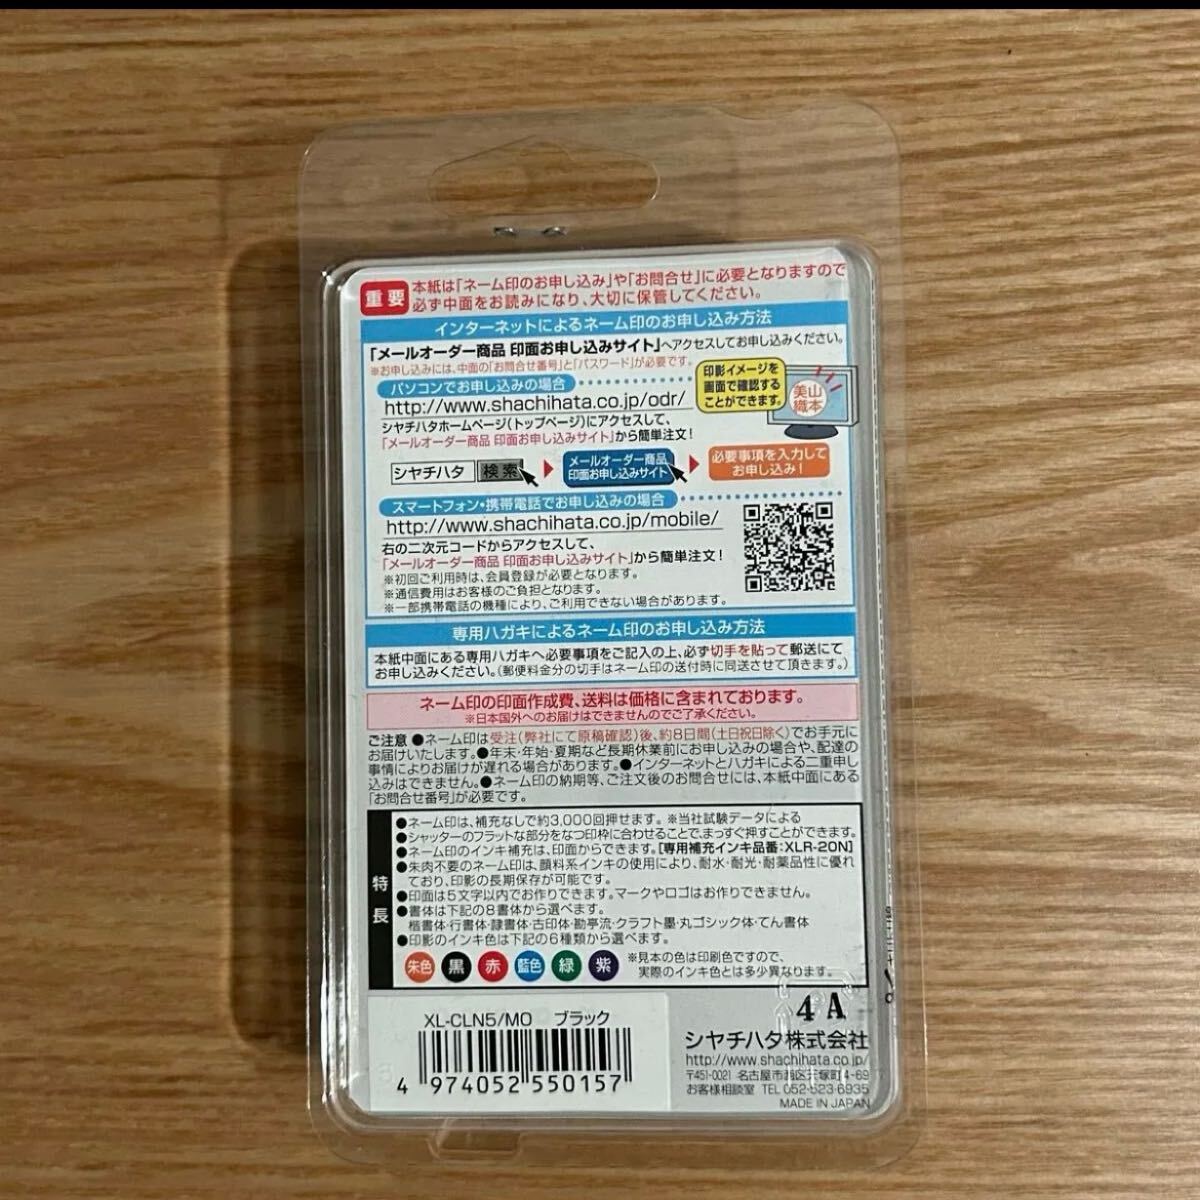 重要
本紙は「ネーム印のお申し込み」や「お問合せ」に必要となりますので
必ず中面をお読みになり、大切に保管してください。
インターネットによるネーム印のお申し込み方法
「メールオーダー商品 印面お申し込みサイト」へアクセスしてお申し込みください。
※お申し込みには、中面の「お問合せ番号」と「パスワード」が必要です。
パソコンでお申し込みの場合
http://www.shachihata.co.jp/odr/
シヤチハタホームページ(トップページ)にアクセスして、
「メールオーダー商品 印面お申し込みサイト」から簡単注文!
印影イメージを
画面で確認する
ことができます。
美山
織本
シヤチハタ 検索
メールオーダー商品
印面お申し込みサイト
必要事項を入力して
お申し込み!
スマートフォン・携帯電話でお申し込みの場合
http://www.shachihata.co.jp/mobile/
右の二次元コードからアクセスして、
「メールオーダー商品 印面お申し込みサイト」から簡単注文!
※初回ご利用時は、会員登録が必要となります。
※通信費用はお客様のご負担となります。
※一部携帯電話の機種により、ご利用できない場合があります。
専用ハガキによるネーム印のお申し込み方法
本紙中面にある専用ハガキへ必要事項をご記入の上、必ず切手を貼って郵送にて
お申し込みください。(郵便料金分の切手はネーム印の送付時に同送させて頂きます。)
ネーム印の印面作成費、送料は価格に含まれております。
※日本国外へのお届けはできませんのでご了承ください。
ご注意 ●ネーム印は受注(弊社にて原稿確認)後、約8日間(土日祝日除く)でお手元に
お届けいたします。●年末・年始・夏期など長期休業前にお申し込みの場合や、配達の
事情によりお届けが遅れる場合があります。●インターネットとハガキによる二重申し
込みはできません。●ネーム印の納期等、ご注文後のお問合せには、本紙中面にある
「お問合せ番号」が必要です。
特長
●ネーム印は、補充なしで約3,000回押せます。※当社試験データによる
●シャッターのフラットな部分をなつ印枠に合わせることで、まっすぐ押すことができます。
●ネーム印のインキ補充は、印面からできます。【専用補充インキ品番:XLR-20N】
●朱肉不要のネーム印は、顔料系インキの使用により、耐水・耐光・耐薬品性に優れ
ており、印影の長期保存が可能です。
●印面は5文字以内でお作りできます。マークやロゴはお作りできません。
●書体は下記の8書体から選べます。
楷書体・行書体・隷書体・古印体・勘亭流・クラフト墨・丸ゴシック体・てん書体
●印影のインキ色は下記の6種類から選べます。
朱色 黒 赤 藍色 緑 紫
※見本の色は印刷色ですので、
実際のインキ色とは多少異なります。
4 A
XL-CLN5/MO ブラック
4 974052 550157
シヤチハタ株式会社
http://www.shachihata.co.jp/
〒451-0021 名古屋市西区天塚町4-69
お客様相談室 TEL 052-523-6935
MADE IN JAPAN